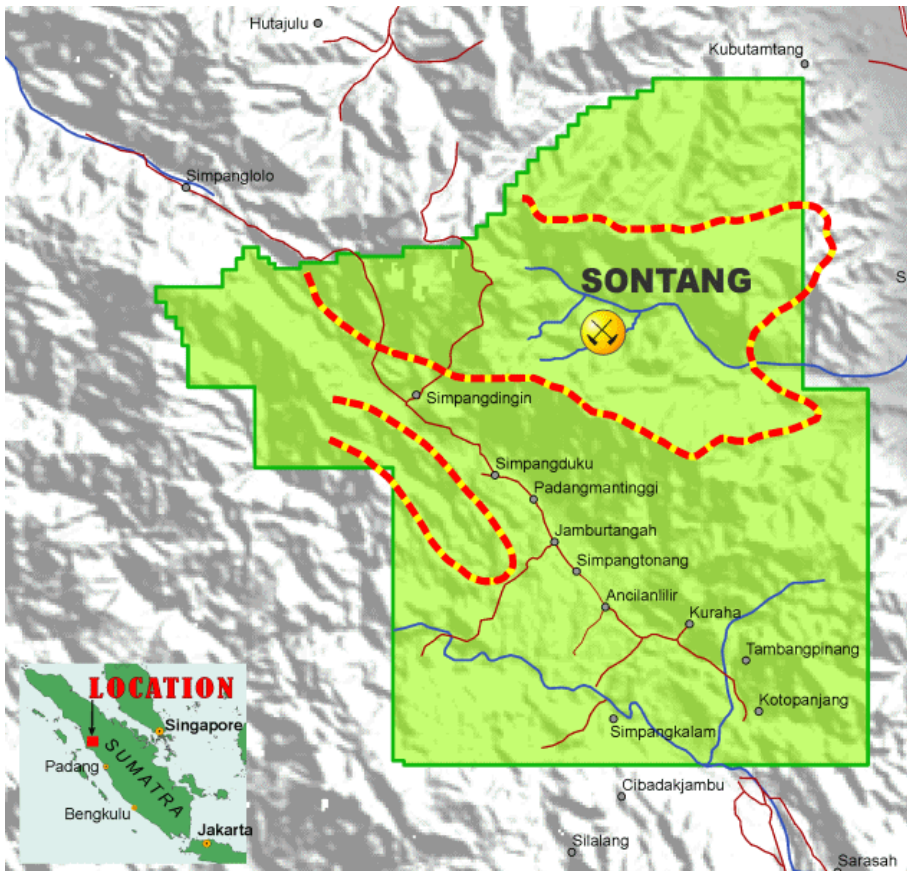 Hutajulu
Kubutamtang
Simpanglolo
SONTANG
S
Simpangdingin
Simpangduku
Padangmantinggi
Jamburtangah
Simpangtonang
Ancilanlilir
Kuraha
Tambangpinang
Kotopanjang
Simpangkalam
Cibadakjambu
Silalang
Sarasah
LOCATION
Singapore
SUMATRA
Padang
Bengkulu
Jakarta